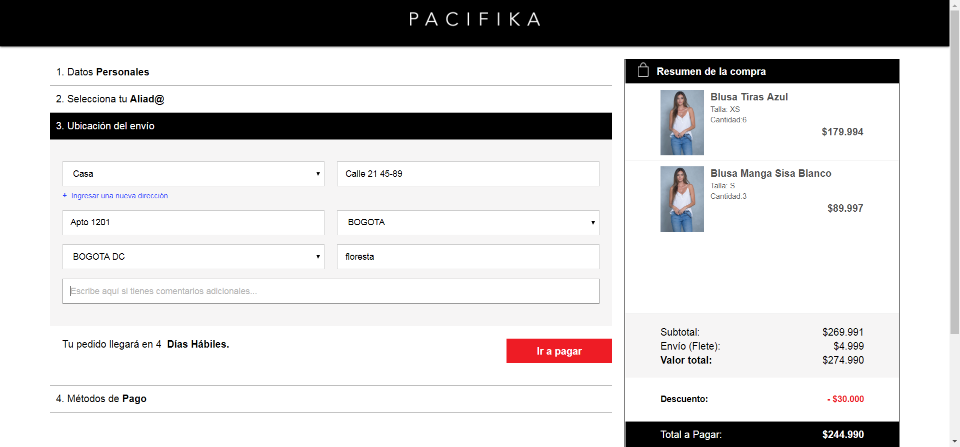 PACIFIKA
1. Datos Personales
2. Selecciona tu Aliad@
3. Ubicación del envío
Casa
Calle 21 45-89
+ Ingresar una nueva dirección
Apto 1201
BOGOTA
BOGOTA DC
floresta
Escribe aquí si tienes comentarios adicionales...
Tu pedido llegará en 4 Días Hábiles.
Ir a pagar
4. Métodos de Pago
Resumen de la compra
Blusa Tiras Azul
Talla: XS
Cantidad:6
$179.994
Blusa Manga Sisa Blanco
Talla: S
Cantidad:3
$89.997
Subtotal: $269.991
Envío (Flete): $4.999
Valor total: $274.990
Descuento: - $30.000
Total a Pagar: $244.990